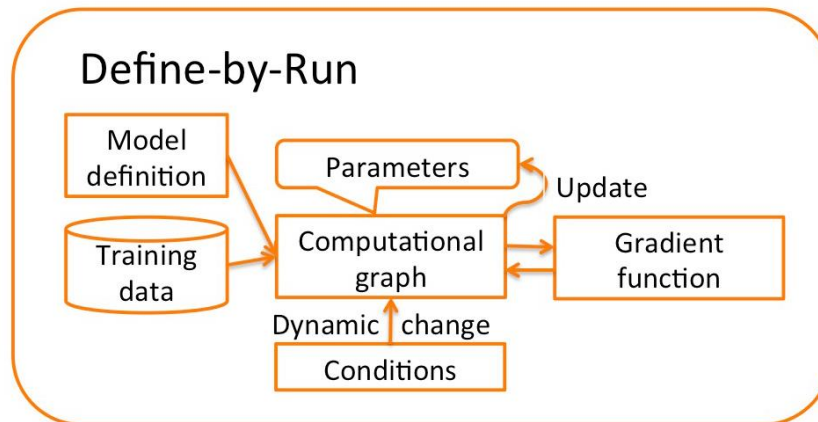 Define-by-Run
Model
definition
Parameters
Update
Training
data
Computational
graph
Gradient
function
Dynamic change
Conditions